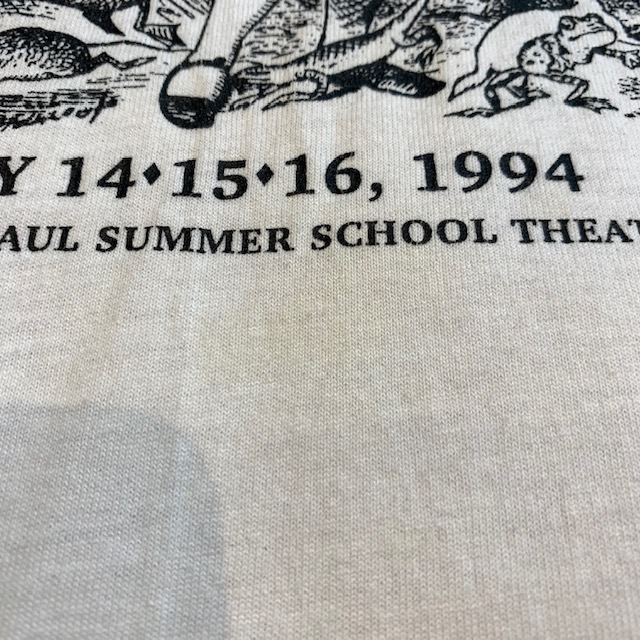 Y 14♦15♦16, 1994
AUL SUMMER SCHOOL THEAT